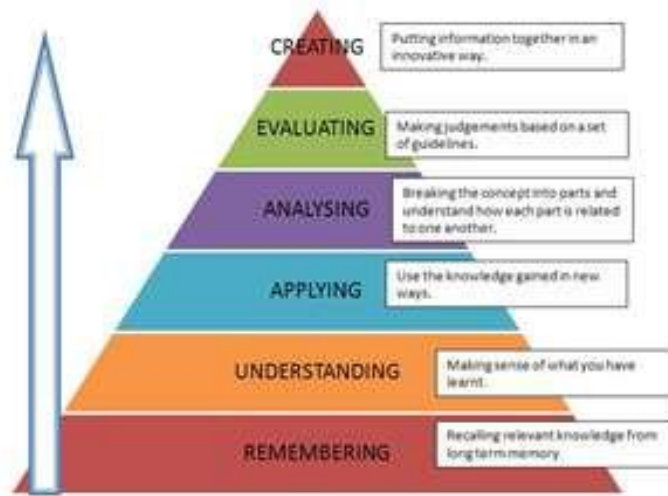 CREATING
Putting information together in an
innovative way.
EVALUATING
Making judgements based on a set
of guidelines.
ANALYSING
Breaking the concept into parts and
understand how each part is related
to one another.
APPLYING
Use the knowledge gained in new
ways.
UNDERSTANDING
Making sense of what you have
learnt.
REMEMBERING
Recalling relevant knowledge from
long term memory.